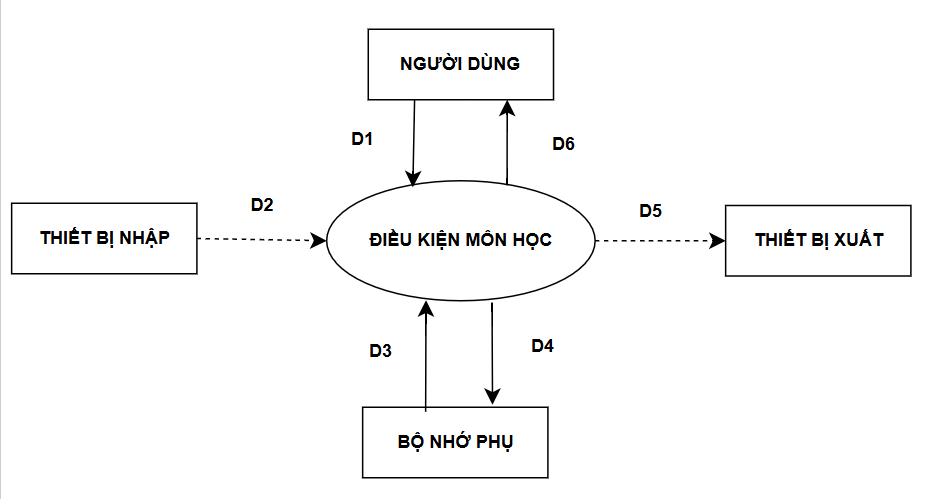 NGƯỜI DÙNG
D1
D6
D2
D5
THIẾT BỊ NHẬP
ĐIỀU KIỆN MÔN HỌC
THIẾT BỊ XUẤT
D3
D4
BỘ NHỚ PHỤ